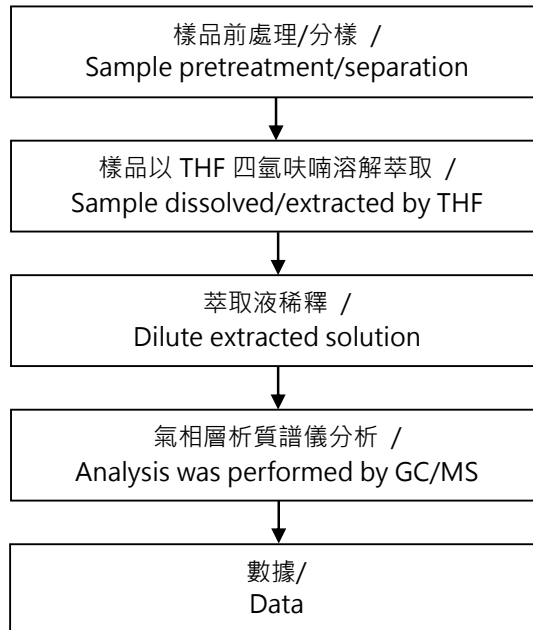 樣品前處理/分樣 /
Sample pretreatment/separation
樣品以 THF 四氫呋喃溶解萃取 /
Sample dissolved/extracted by THF
萃取液稀釋 /
Dilute extracted solution
氣相層析質譜儀分析 /
Analysis was performed by GC/MS
數據/
Data